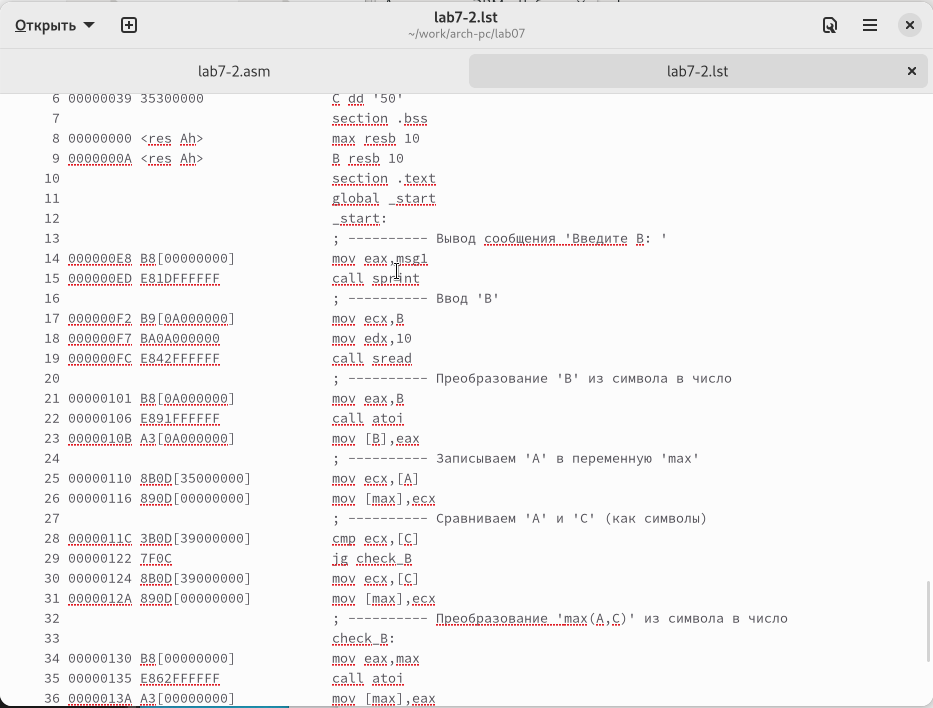 Открыть
lab7-2.lst
~/work/arch-pc/lab07
lab7-2.asm
lab7-2.lst
6 00000039 35300000 C dd '50'
7 section .bss
8 00000000 <res Ah> max resb 10
9 0000000A <res Ah> B resb 10
10 section .text
11 global _start
12 _start:
13 ; ---------- Вывод сообщения 'Введите B: '
14 000000E8 B8[00000000] mov eax,msg1
15 000000ED E81DFFFFFF call sprint
16 ; ---------- Ввод 'B'
17 000000F2 B9[0A000000] mov ecx,B
18 000000F7 BA0A000000 mov edx,10
19 000000FC E842FFFFFF call sread
20 ; ---------- Преобразование 'B' из символа в число
21 00000101 B8[0A000000] mov eax,B
22 00000106 E891FFFFFF call atoi
23 0000010B A3[0A000000] mov [B],eax
24 ; ---------- Записываем 'A' в переменную 'max'
25 00000110 8B0D[35000000] mov ecx,[A]
26 00000116 890D[00000000] mov [max],ecx
27 ; ---------- Сравниваем 'A' и 'C' (как символы)
28 0000011C 3B0D[39000000] cmp ecx,[C]
29 00000122 7F0C jg check_B
30 00000124 8B0D[39000000] mov ecx,[C]
31 0000012A 890D[00000000] mov [max],ecx
32 ; ---------- Преобразование 'max(A,C)' из символа в число
33 check_B:
34 00000130 B8[00000000] mov eax,max
35 00000135 E862FFFFFF call atoi
36 0000013A A3[00000000] mov [max],eax